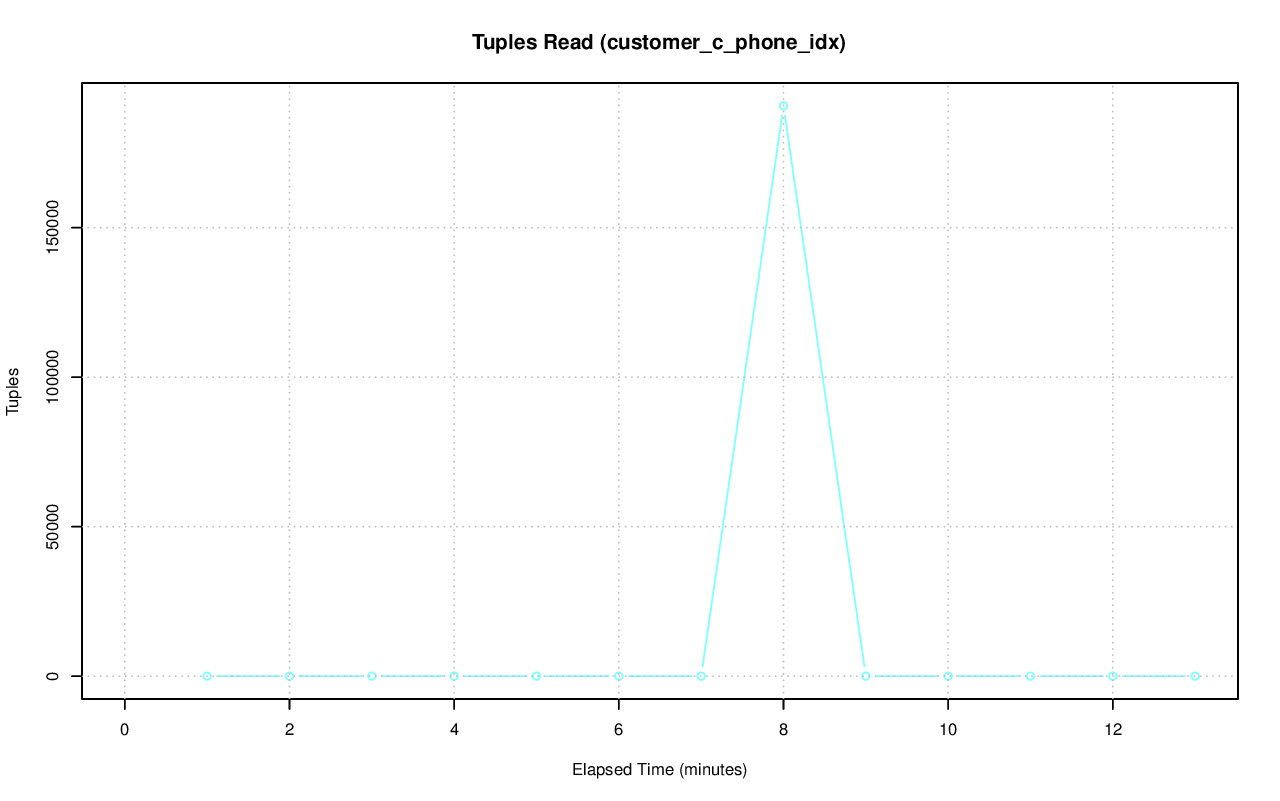 Tuples Read (customer_c_phone_idx)
Tuples
150000
100000
50000
0
0 2 4 6 8 10 12
Elapsed Time (minutes)